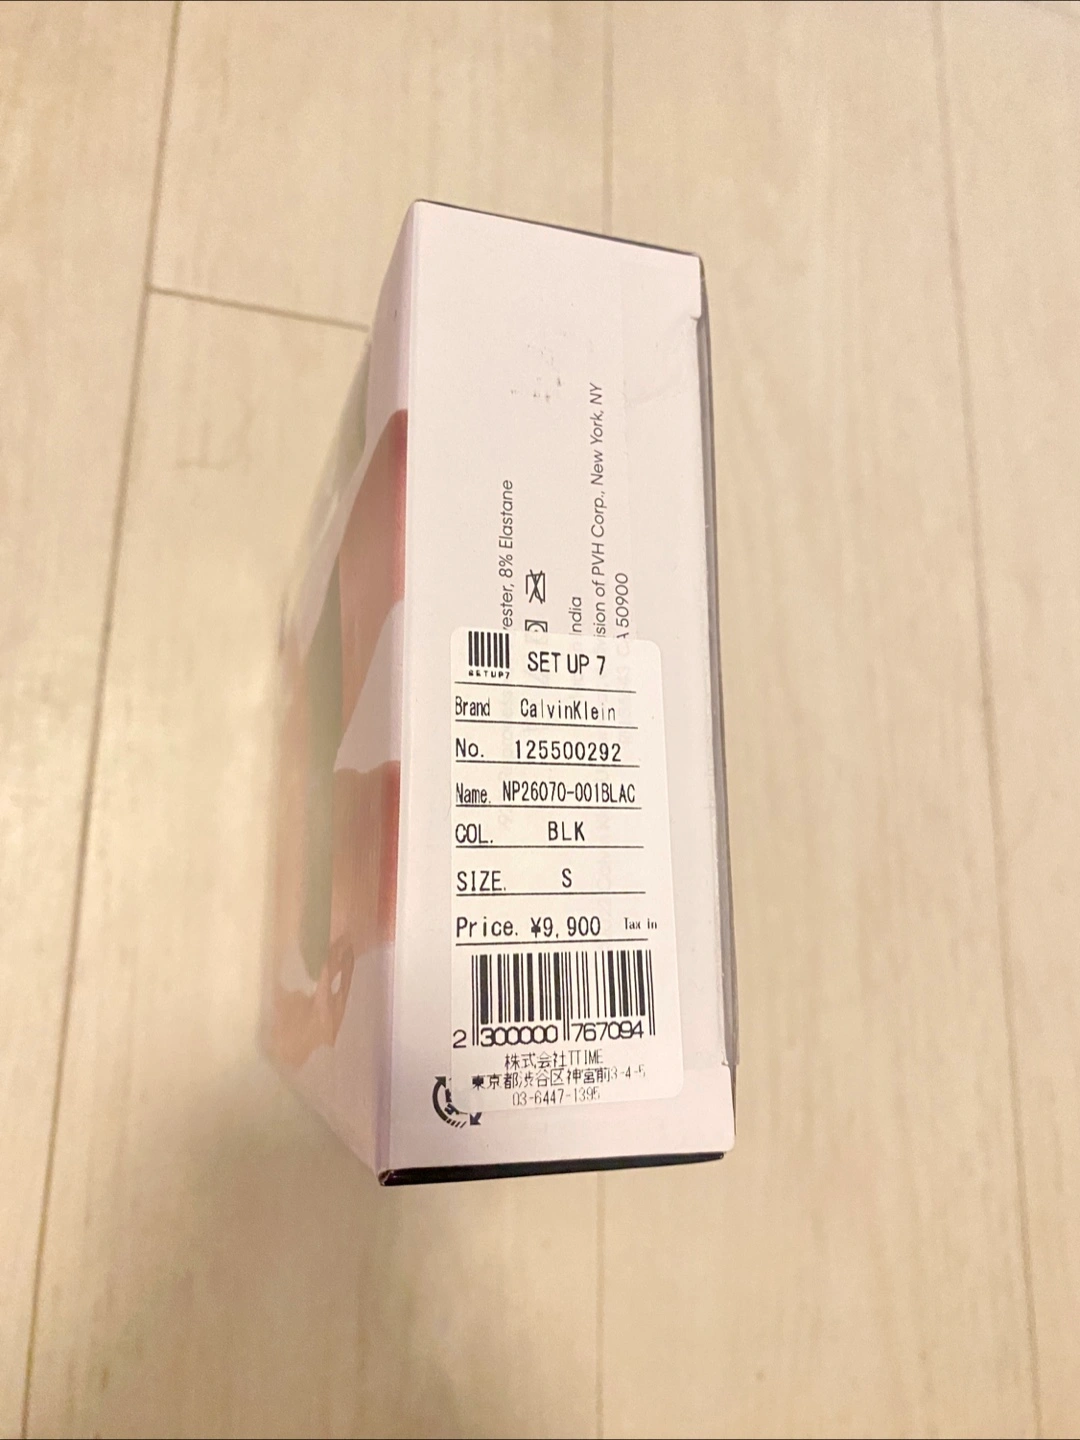 ester, 8% Elastane
ndia
ision of PVH Corp., New York, NY
CA 50900
SETUP7
SET UP 7
Brand CalvinKlein
No. 125500292
Name. NP26070-001BLAC
COL. BLK
SIZE. S
Price. ¥9,900 Tax in
2 300000 767094
株式会社TTIME
東京都渋谷区神宮前3-4-5
03-6447-1395